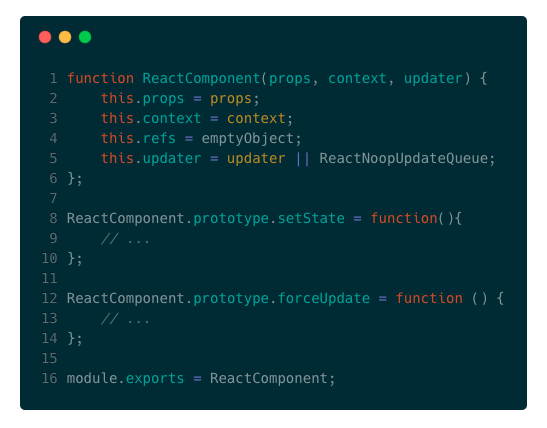 1 function ReactComponent(props, context, updater) {
2     this.props = props;
3     this.context = context;
4     this.refs = emptyObject;
5     this.updater = updater || ReactNoopUpdateQueue;
6 };
7
8 ReactComponent.prototype.setState = function(){
9     // ...
10 };
11
12 ReactComponent.prototype.forceUpdate = function () {
13     // ...
14 };
15
16 module.exports = ReactComponent;